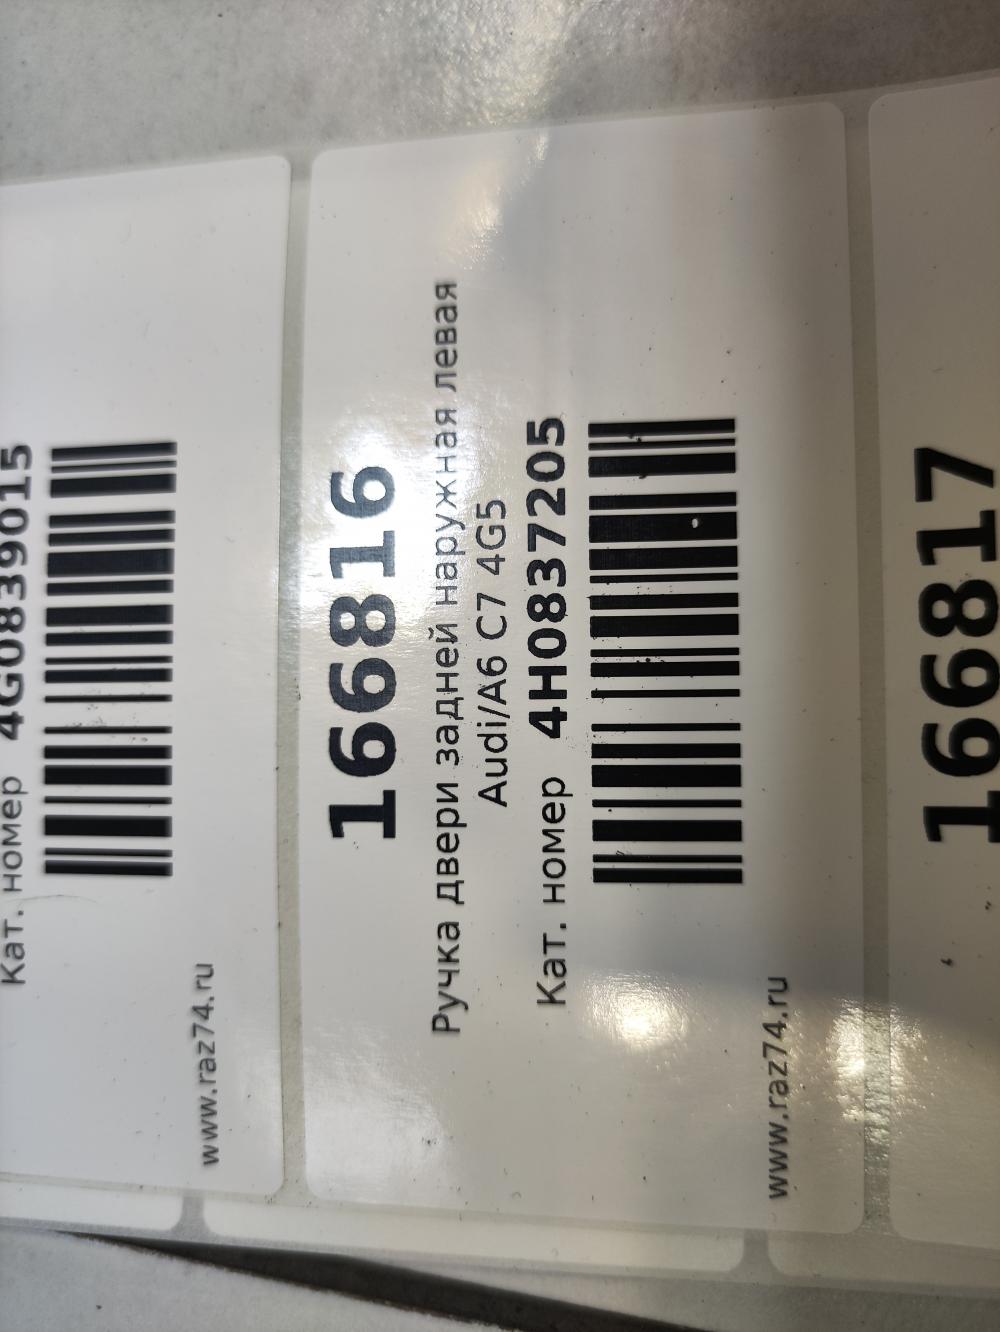 Кат. номер 4G0839015
www.raz74.ru
166816
Ручка двери задней наружная левая
Audi/A6 C7 4G5
Кат. номер 4H0837205
www.raz74.ru
166817